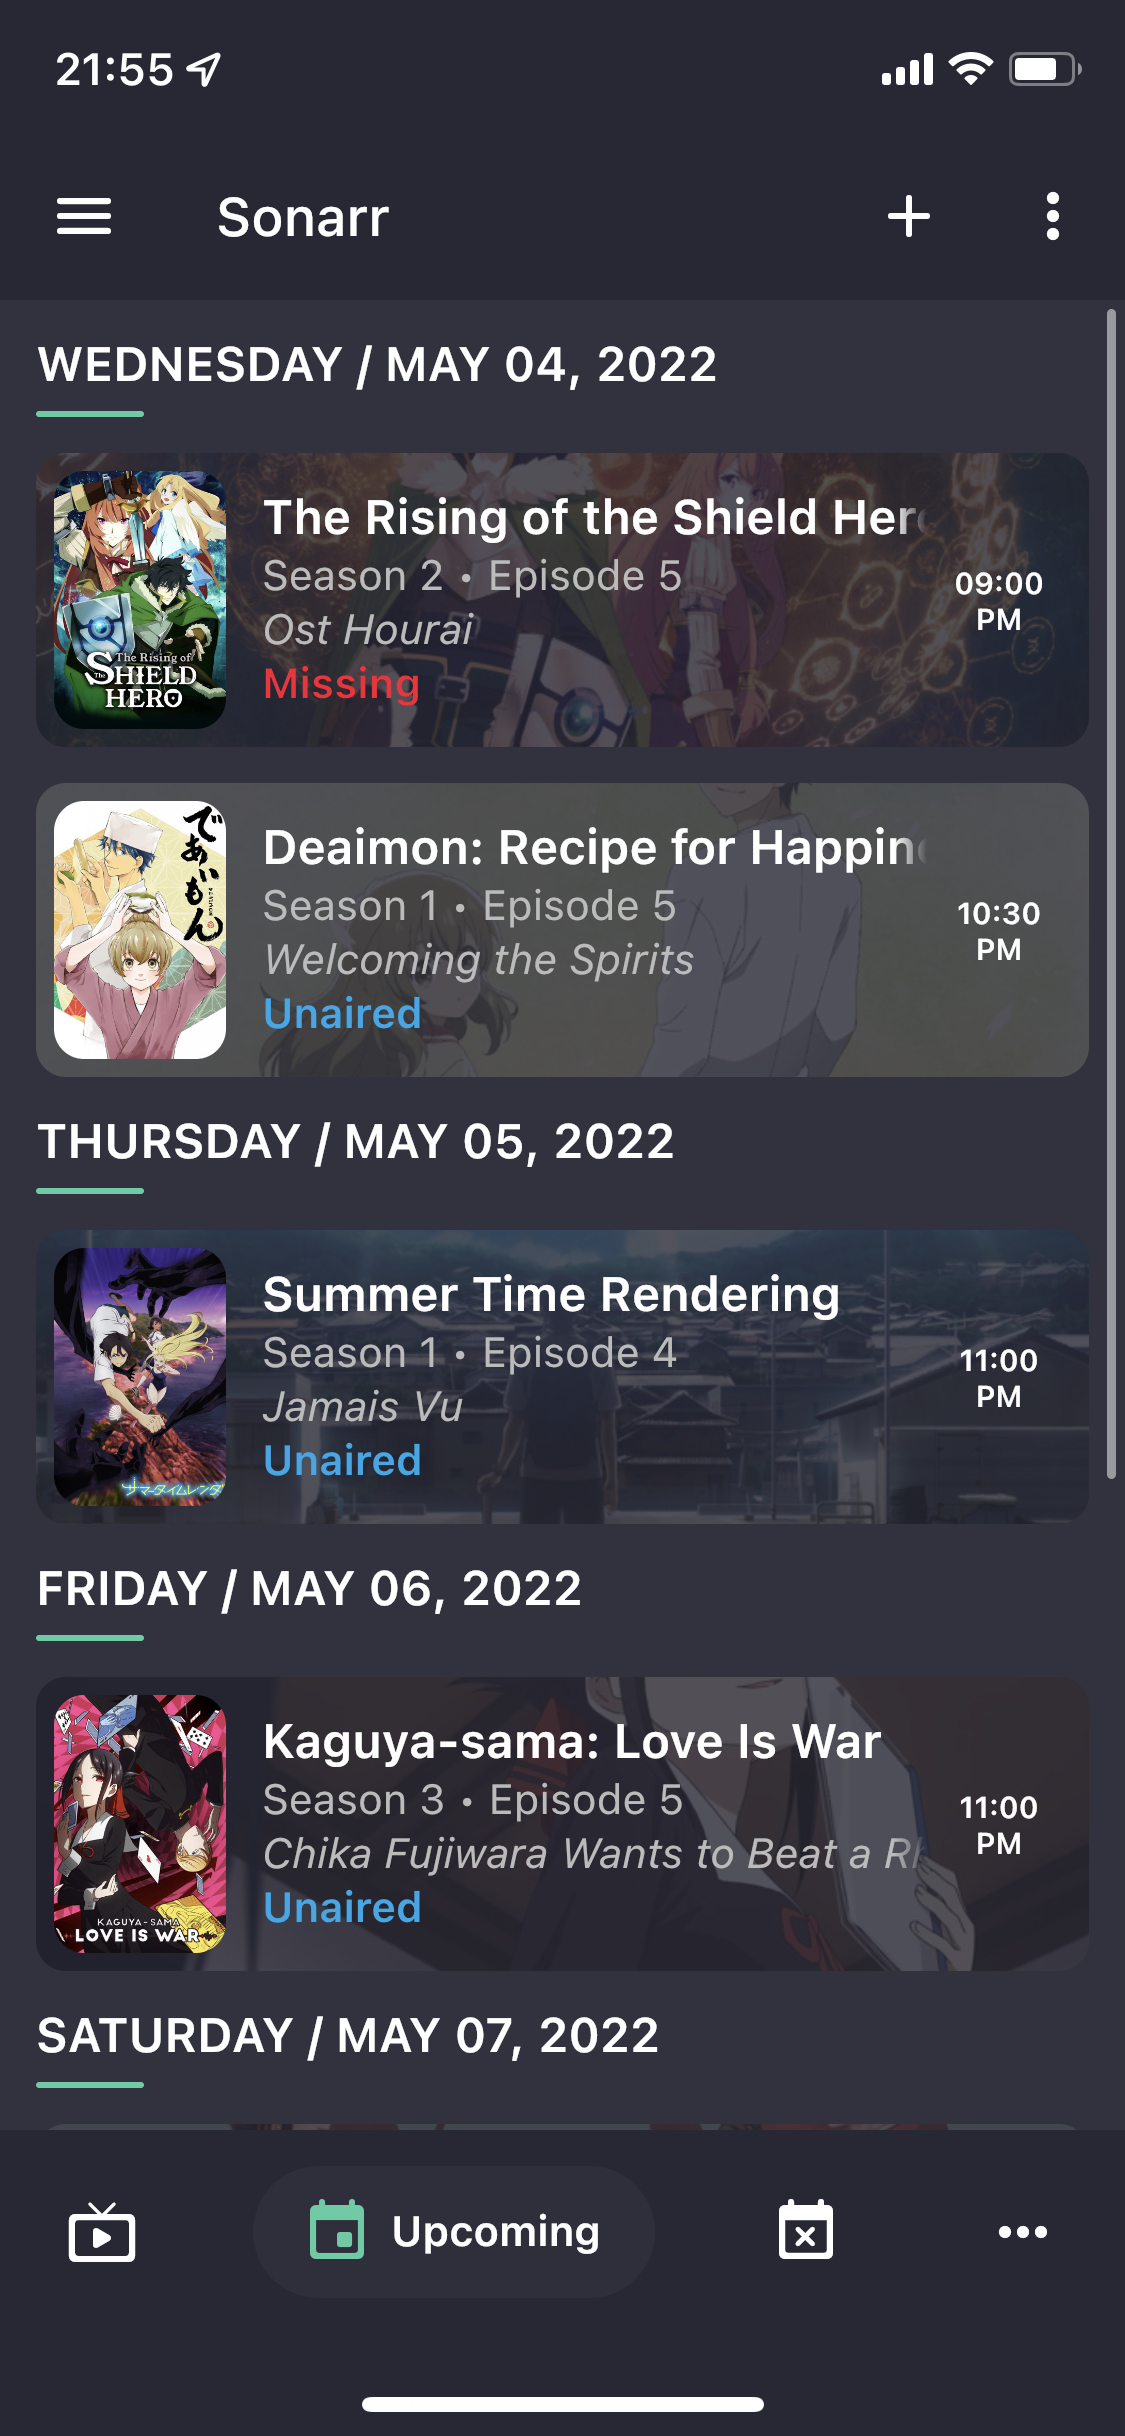 21:55
Sonarr
WEDNESDAY / MAY 04, 2022
The Rising of the Shield Her
Season 2 • Episode 5
Ost Hourai
Missing
09:00
PM
The Rising of
The SHIELD
HERO
Deaimon: Recipe for Happin
Season 1 • Episode 5
Welcoming the Spirits
Unaired
10:30
PM
であいもん
THURSDAY / MAY 05, 2022
Summer Time Rendering
Season 1 • Episode 4
Jamais Vu
Unaired
11:00
PM
サマータイムレンダ
FRIDAY / MAY 06, 2022
Kaguya-sama: Love Is War
Season 3 • Episode 5
Chika Fujiwara Wants to Beat a
Unaired
11:00
PM
KAGUYA-SAMA
LOVE IS WAR
SATURDAY / MAY 07, 2022
Upcoming